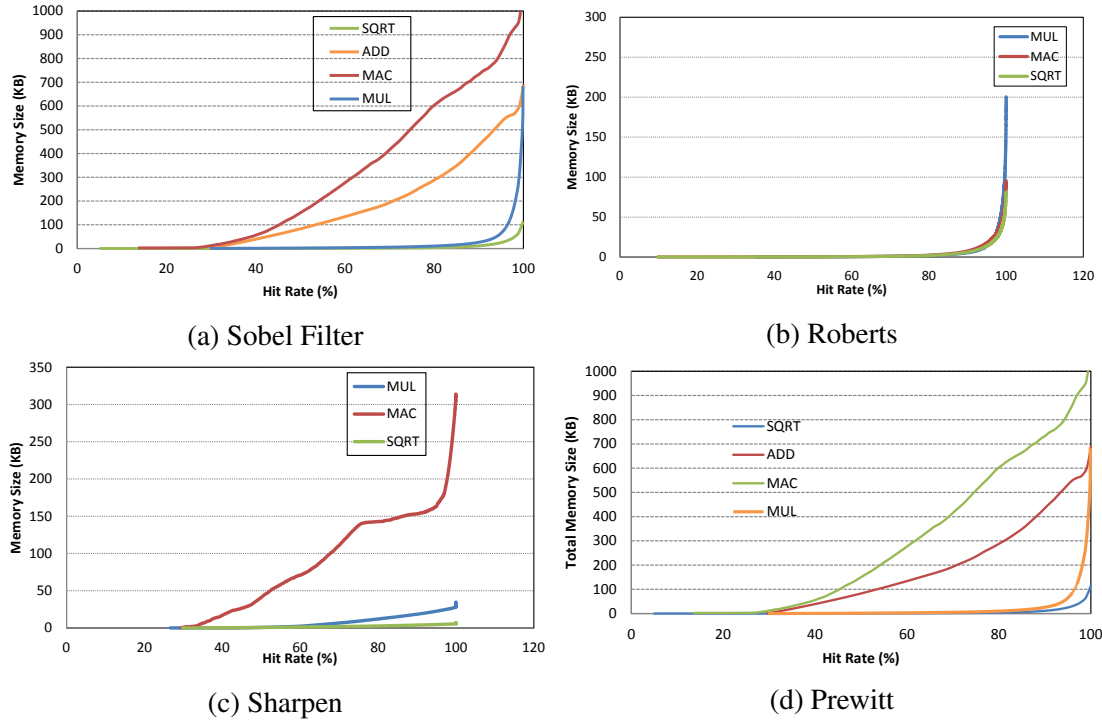 1000
900
800
700
600
500
400
300
200
100
0
Memory Size (KB)
SQRT
ADD
MAC
MUL
0 20 40 60 80 100
Hit Rate (%)
(a) Sobel Filter
300
250
200
150
100
50
0
Memory Size (KB)
MUL
MAC
SQRT
0 20 40 60 80 100 120
Hit Rate (%)
(b) Roberts
350
300
250
200
150
100
50
0
Memory Size (KB)
MUL
MAC
SQRT
0 20 40 60 80 100 120
Hit Rate (%)
(c) Sharpen
1000
900
800
700
600
500
400
300
200
100
0
Total Memory Size (KB)
SQRT
ADD
MAC
MUL
0 20 40 60 80 100
Hit Rate (%)
(d) Prewitt